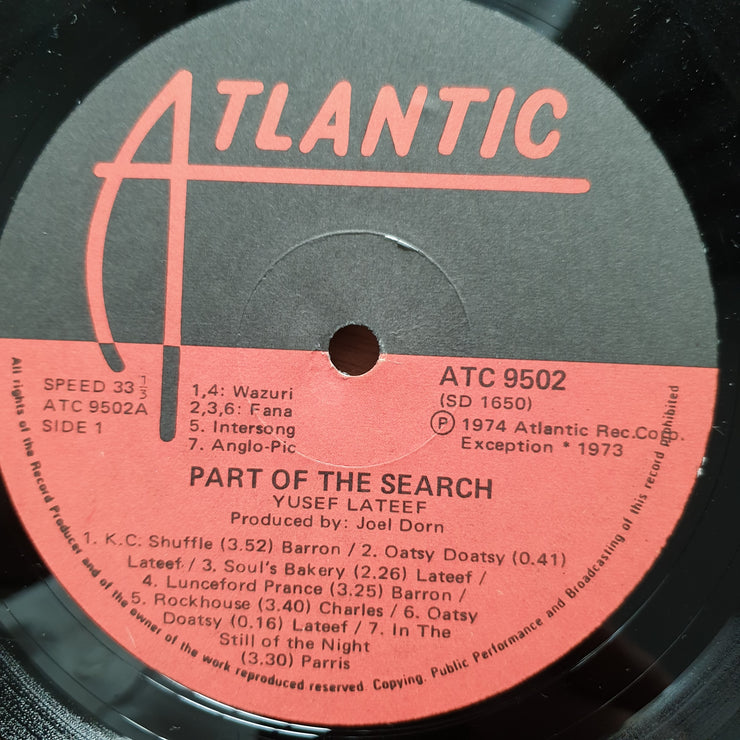 ATLANTIC
SPEED 33 1/3
ATC 9502A
SIDE 1
1,4: Wazuri
2,3,6: Fana
5. Intersong
7. Anglo-Pic
ATC 9502
(SD 1650)
Ⓟ 1974 Atlantic Rec.Corp.
Exception * 1973
PART OF THE SEARCH
YUSEF LATEEF
Produced by: Joel Dorn
1. K.C. Shuffle (3.52) Barron / 2. Oatsy Doatsy (0.41)
Lateef / 3. Soul's Bakery (2.26) Lateef /
4. Lunceford Prance (3.25) Barron /
5. Rockhouse (3.40) Charles / 6. Oatsy
Doatsy (0.16) Lateef / 7. In The
Still of the Night
(3.30) Parris
All rights of the Record Producer and of the owner of the work reproduced reserved. Copying, Public Performance and Broadcasting of this record prohibited